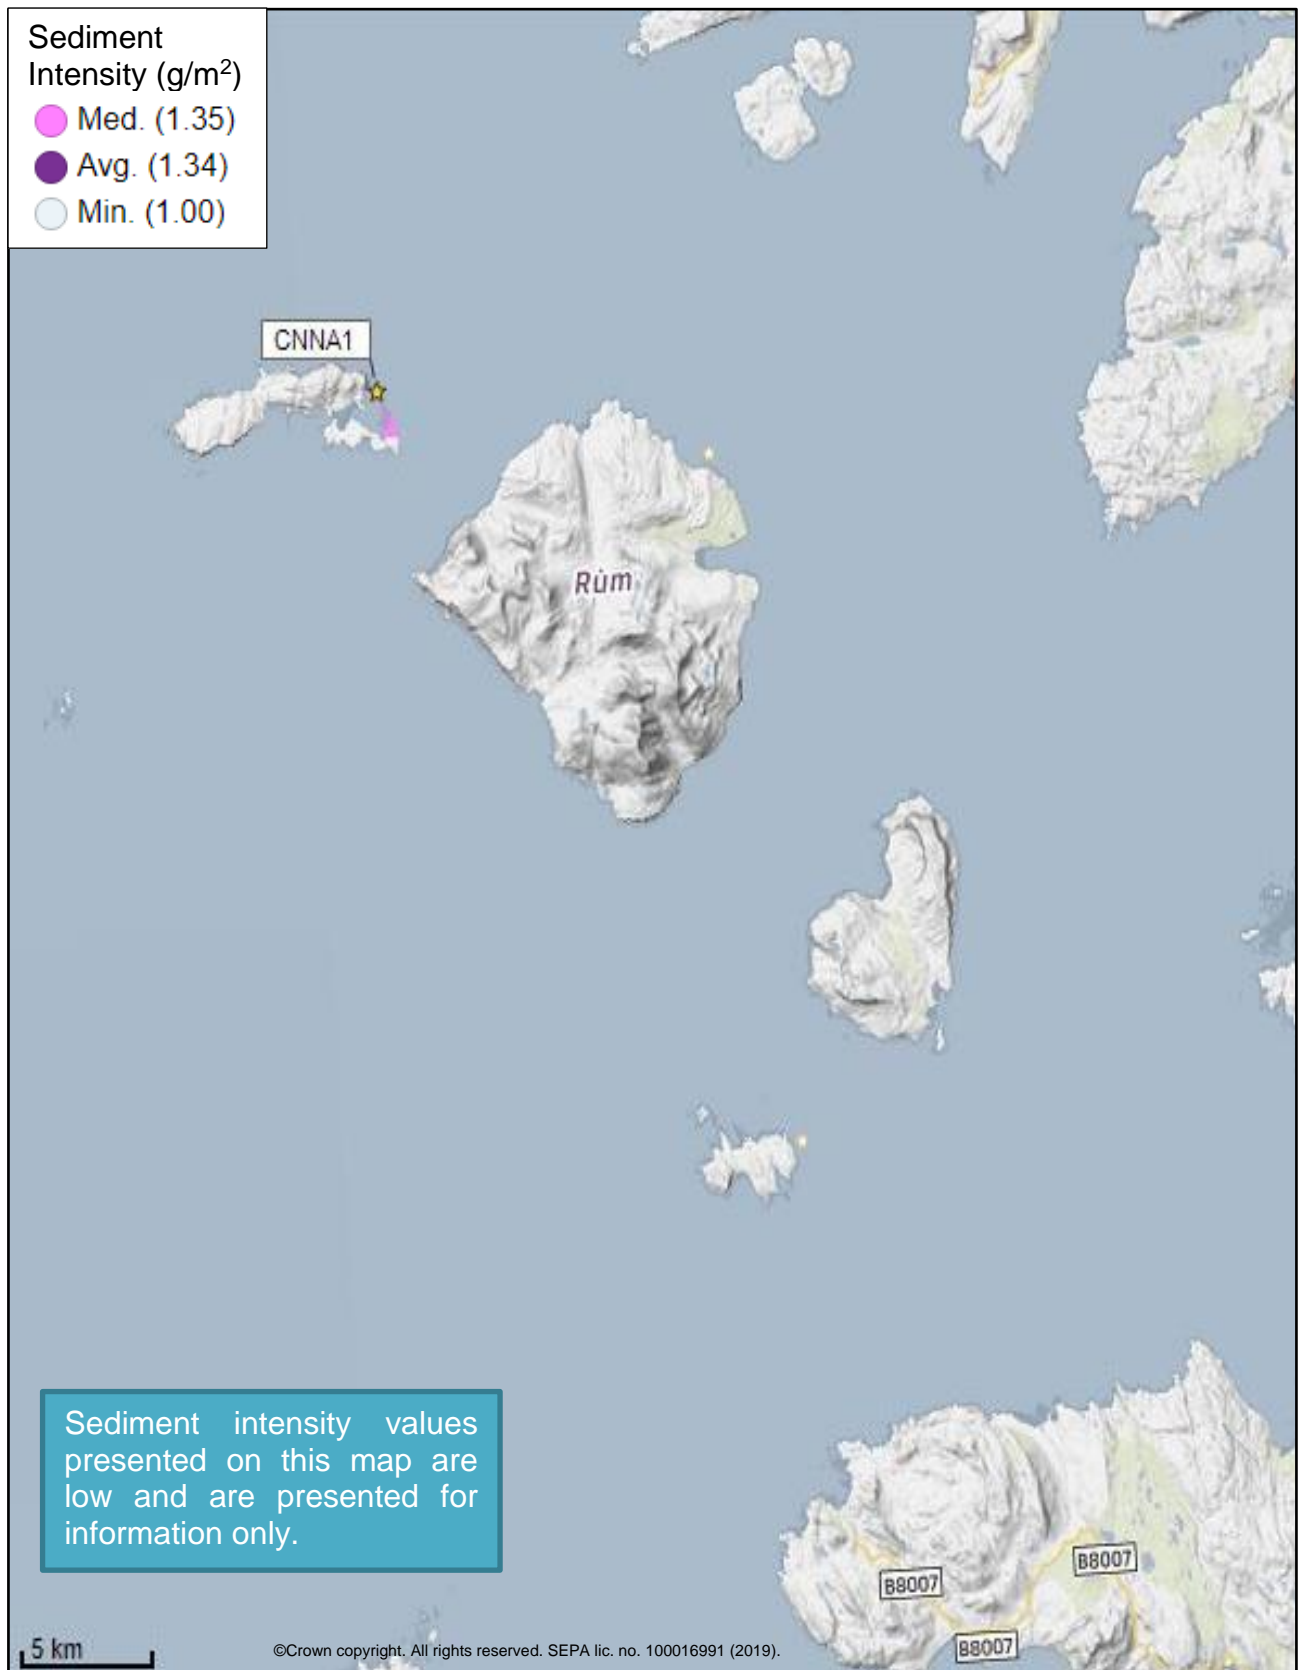 Sediment
Intensity (g/m²)
Med. (1.35)
Avg. (1.34)
Min. (1.00)
CNNA1
Rùm
Sediment intensity values
presented on this map are
low and are presented for
information only.
B8007
B8007
B8007
5 km
©Crown copyright. All rights reserved. SEPA lic. no. 100016991 (2019).